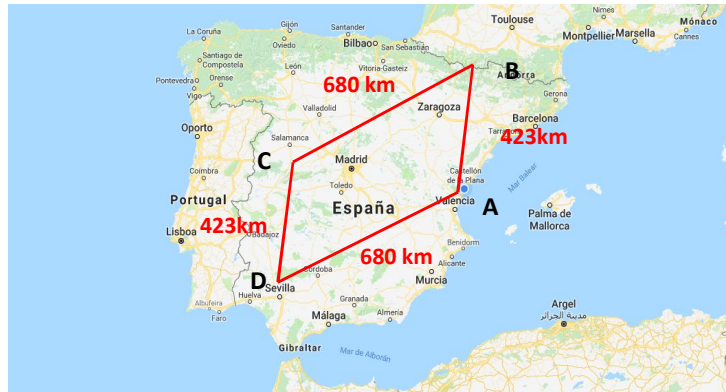 La Coruña
Gijón
Santander
Toulouse
Nimes
Mónaco
Oviedo
Bilbao
San Sebastián
Montpellier
Marsella
Cannes
Santiago de
Compostela
León
Vitoria-Gasteiz
B
Andorra
Pontevedra
Orense
Vigo
680 km
Gerona
Valladolid
Zaragoza
Barcelona
Oporto
Salamanca
Tarragona
423km
C
Madrid
Castellón
de la Plana
Mar Balear
Coimbra
Toledo
Portugal
España
Valencia
A
Palma de
Mallorca
423km
Lisboa
Badajoz
680 km
Benidorm
Alicante
D
Córdoba
Murcia
Sevilla
Albufeira
Huelva
Faro
Granada
Málaga
Almería
Argel
مدينة الجزائر
Gibraltar
Mar de Alborán